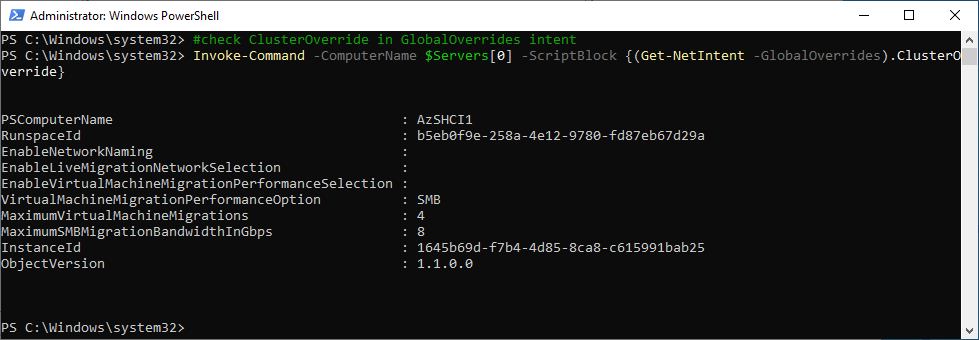 Administrator: Windows PowerShell
PS C:\Windows\system32> #check ClusterOverride in GlobalOverrides intent
PS C:\Windows\system32> Invoke-Command -ComputerName $Servers[0] -ScriptBlock {(Get-NetIntent -GlobalOverrides).ClusterO
verride}
PSComputerName : AzSHCI1
RunspaceId : b5eb0f9e-258a-4e12-9780-fd87eb67d29a
EnableNetworkNaming :
EnableLiveMigrationNetworkSelection :
EnableVirtualMachineMigrationPerformanceSelection :
VirtualMachineMigrationPerformanceOption : SMB
MaximumVirtualMachineMigrations : 4
MaximumSMBMigrationBandwidthInGbps : 8
InstanceId : 1645b69d-f7b4-4d85-8ca8-c615991bab25
ObjectVersion : 1.1.0.0
PS C:\Windows\system32>